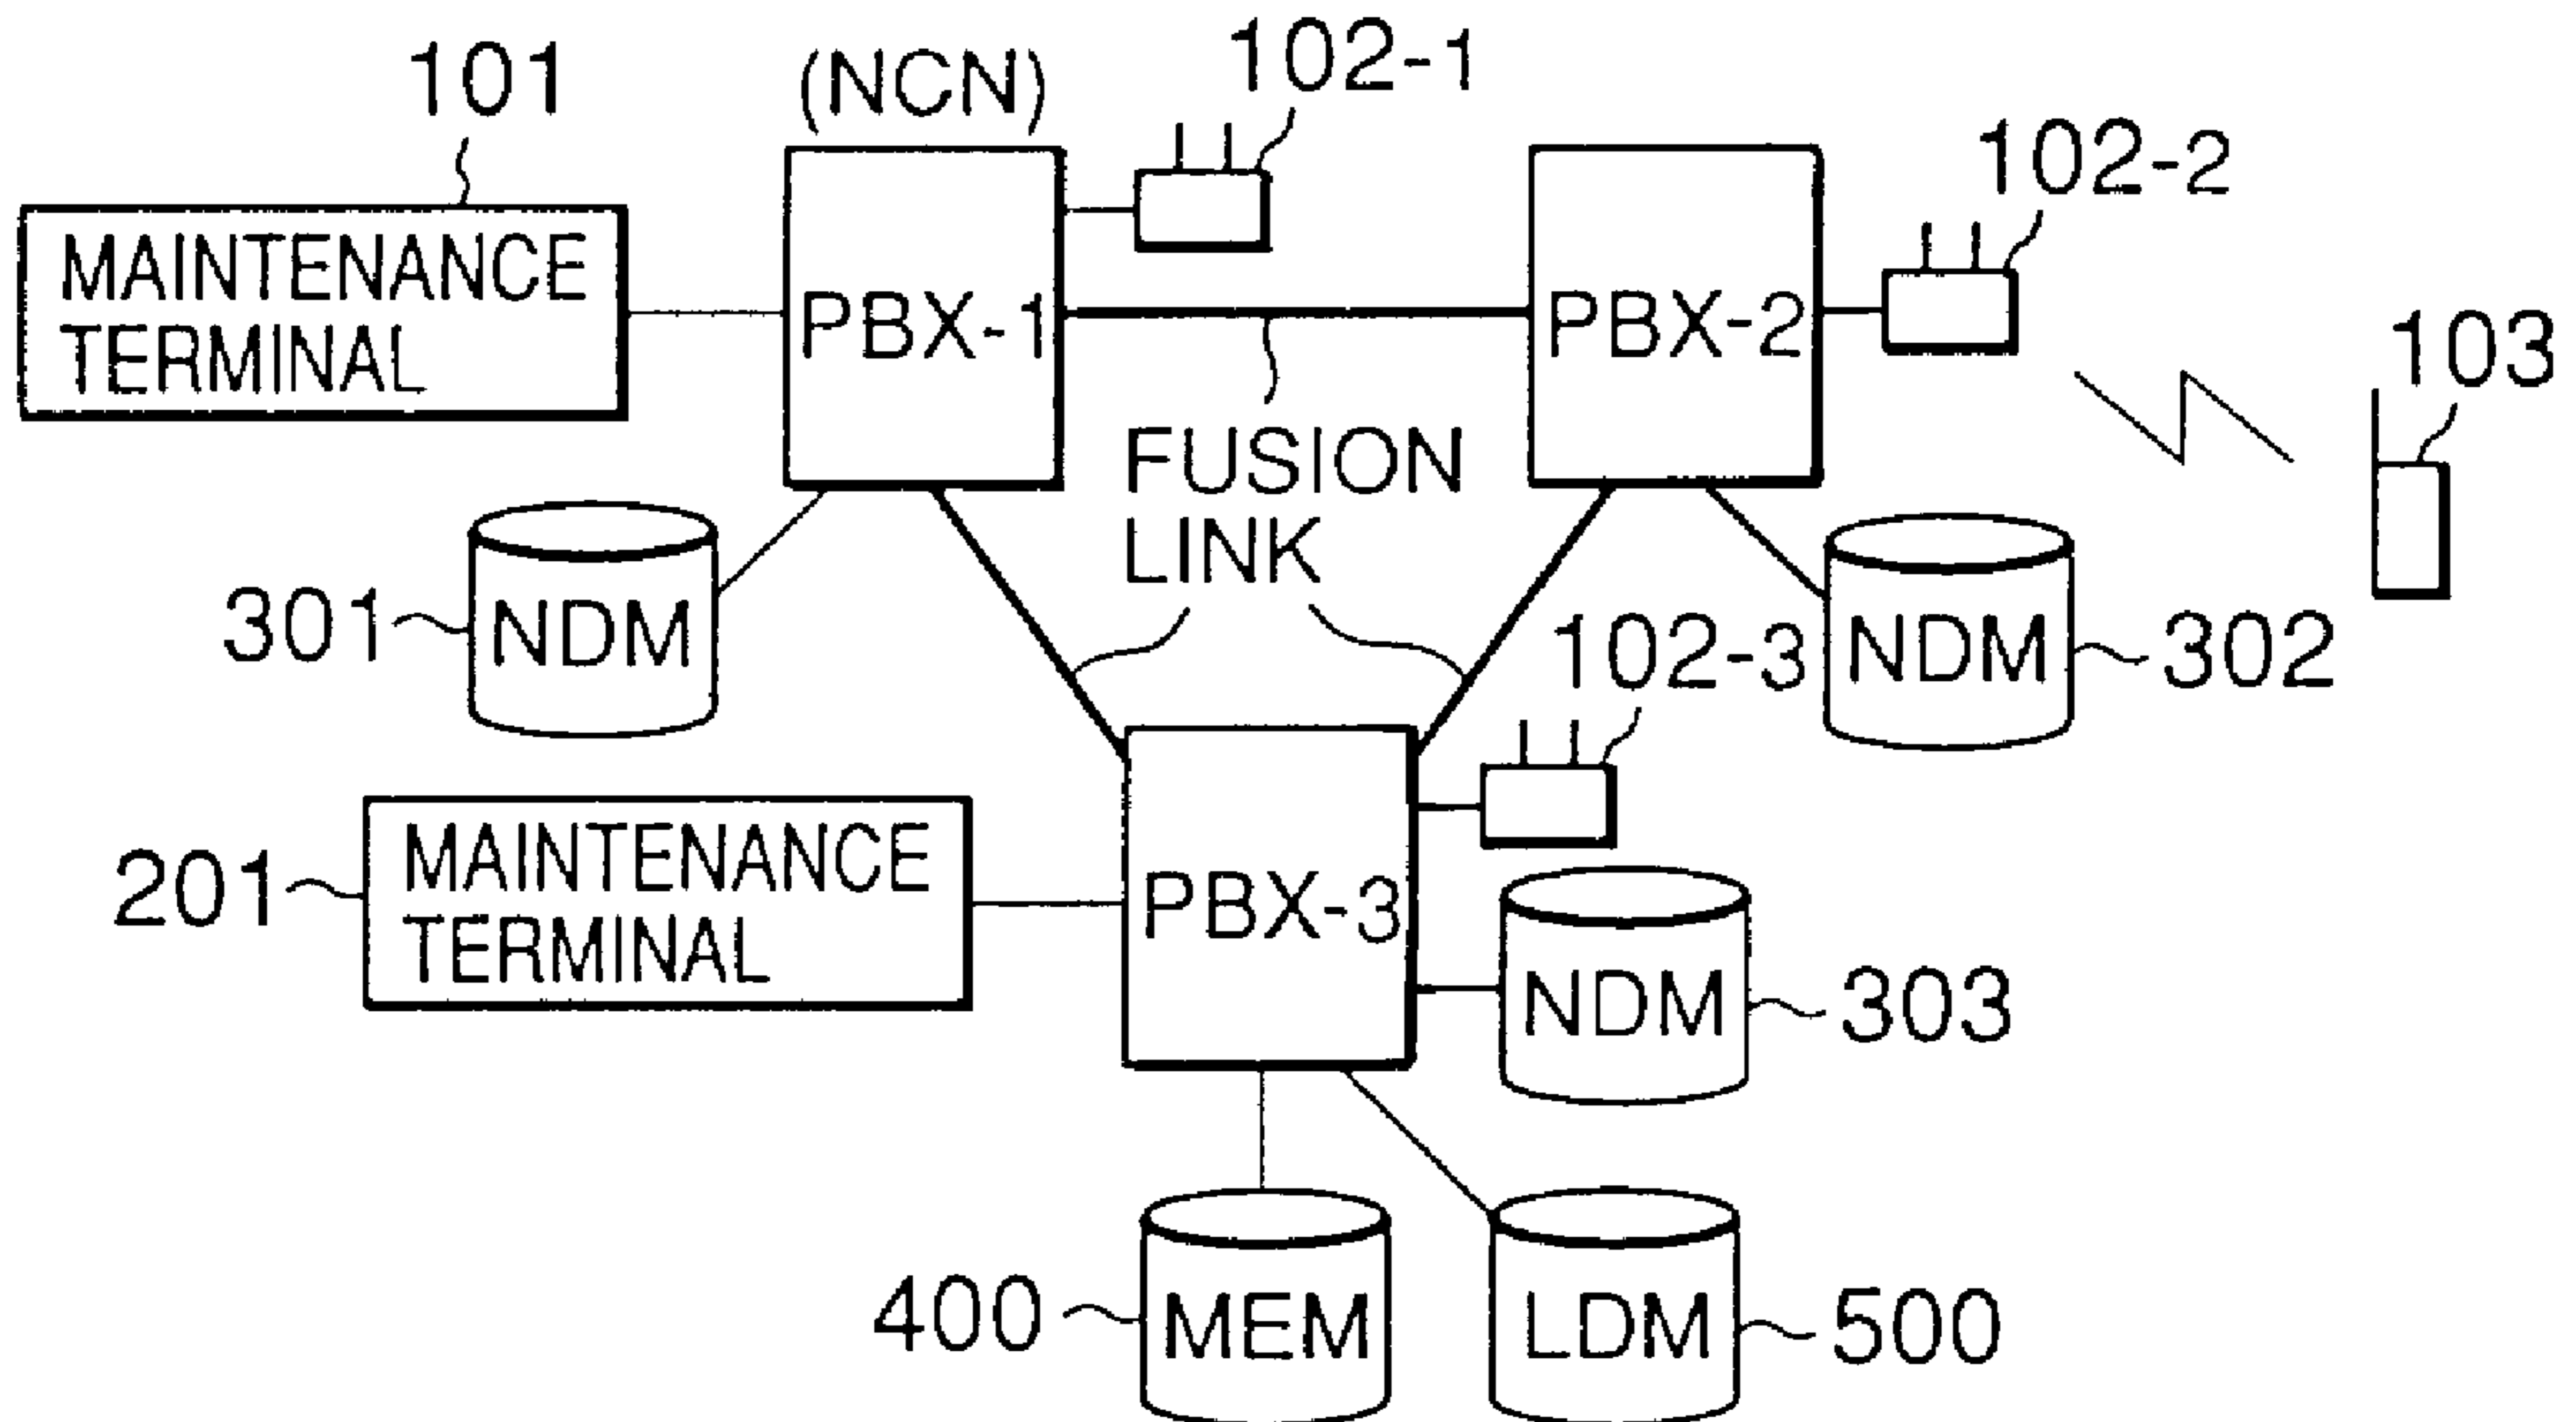 101
(NCN)
102-1
102-2
MAINTENANCE
TERMINAL
PBX-1
PBX-2
103
FUSION
LINK
301
NDM
102-3
NDM
302
201
MAINTENANCE
TERMINAL
PBX-3
NDM
303
400
MEM
LDM
500